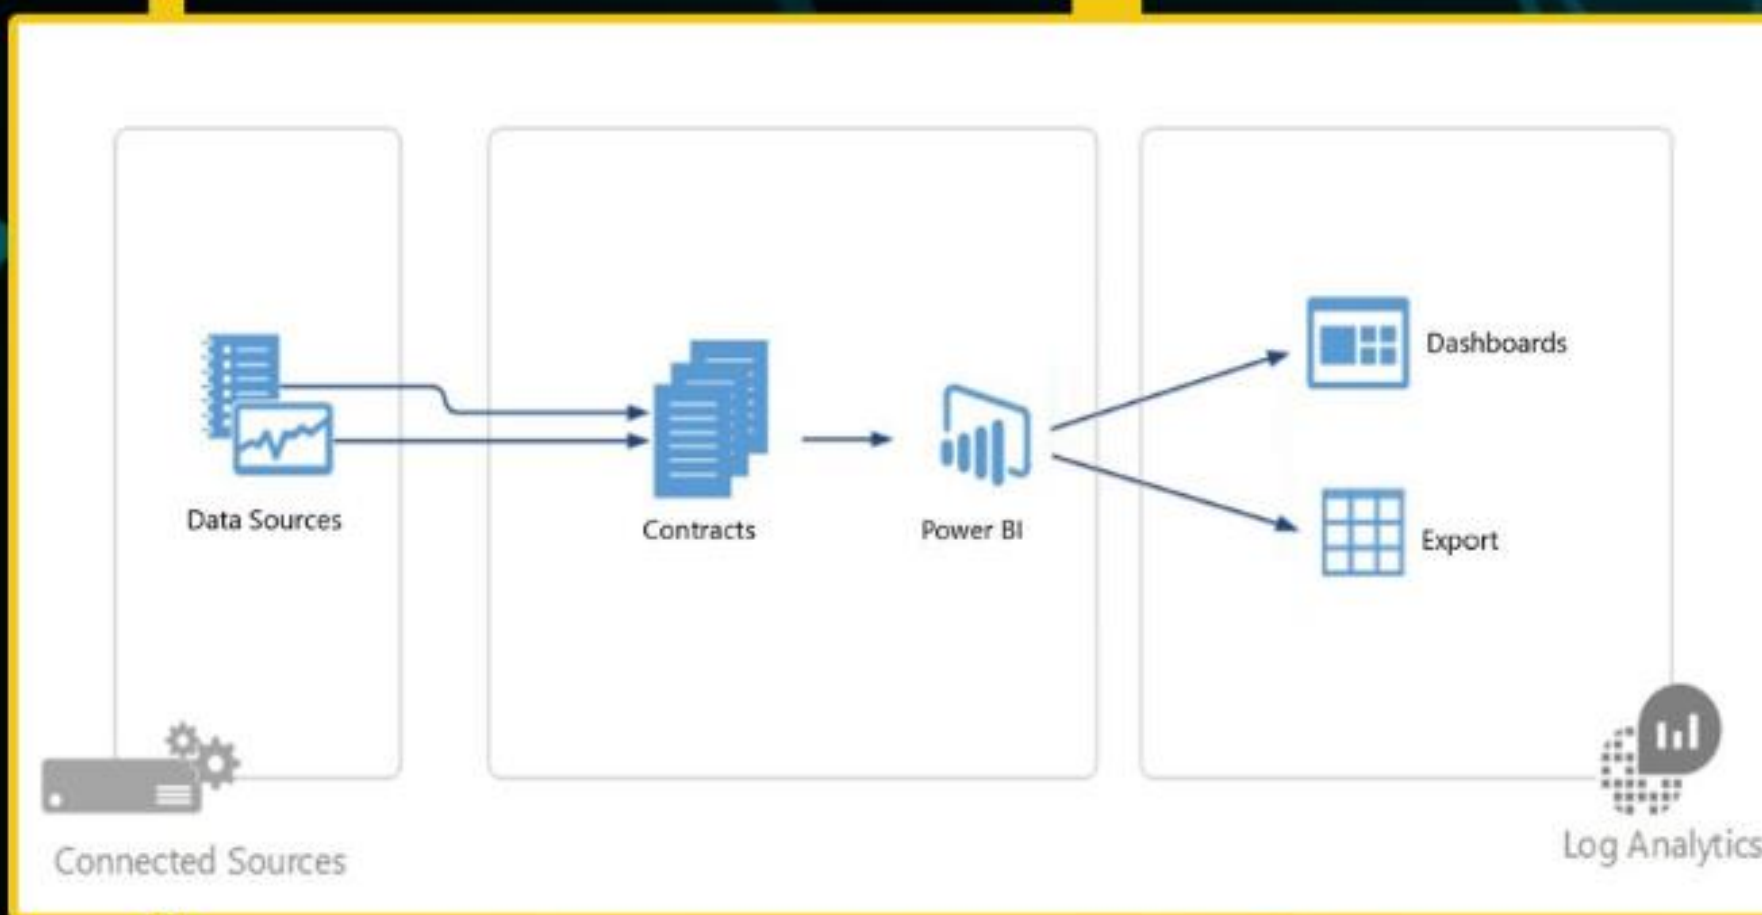 Dashboards
Data Sources
Contracts
Power BI
Export
Connected Sources
Log Analytics